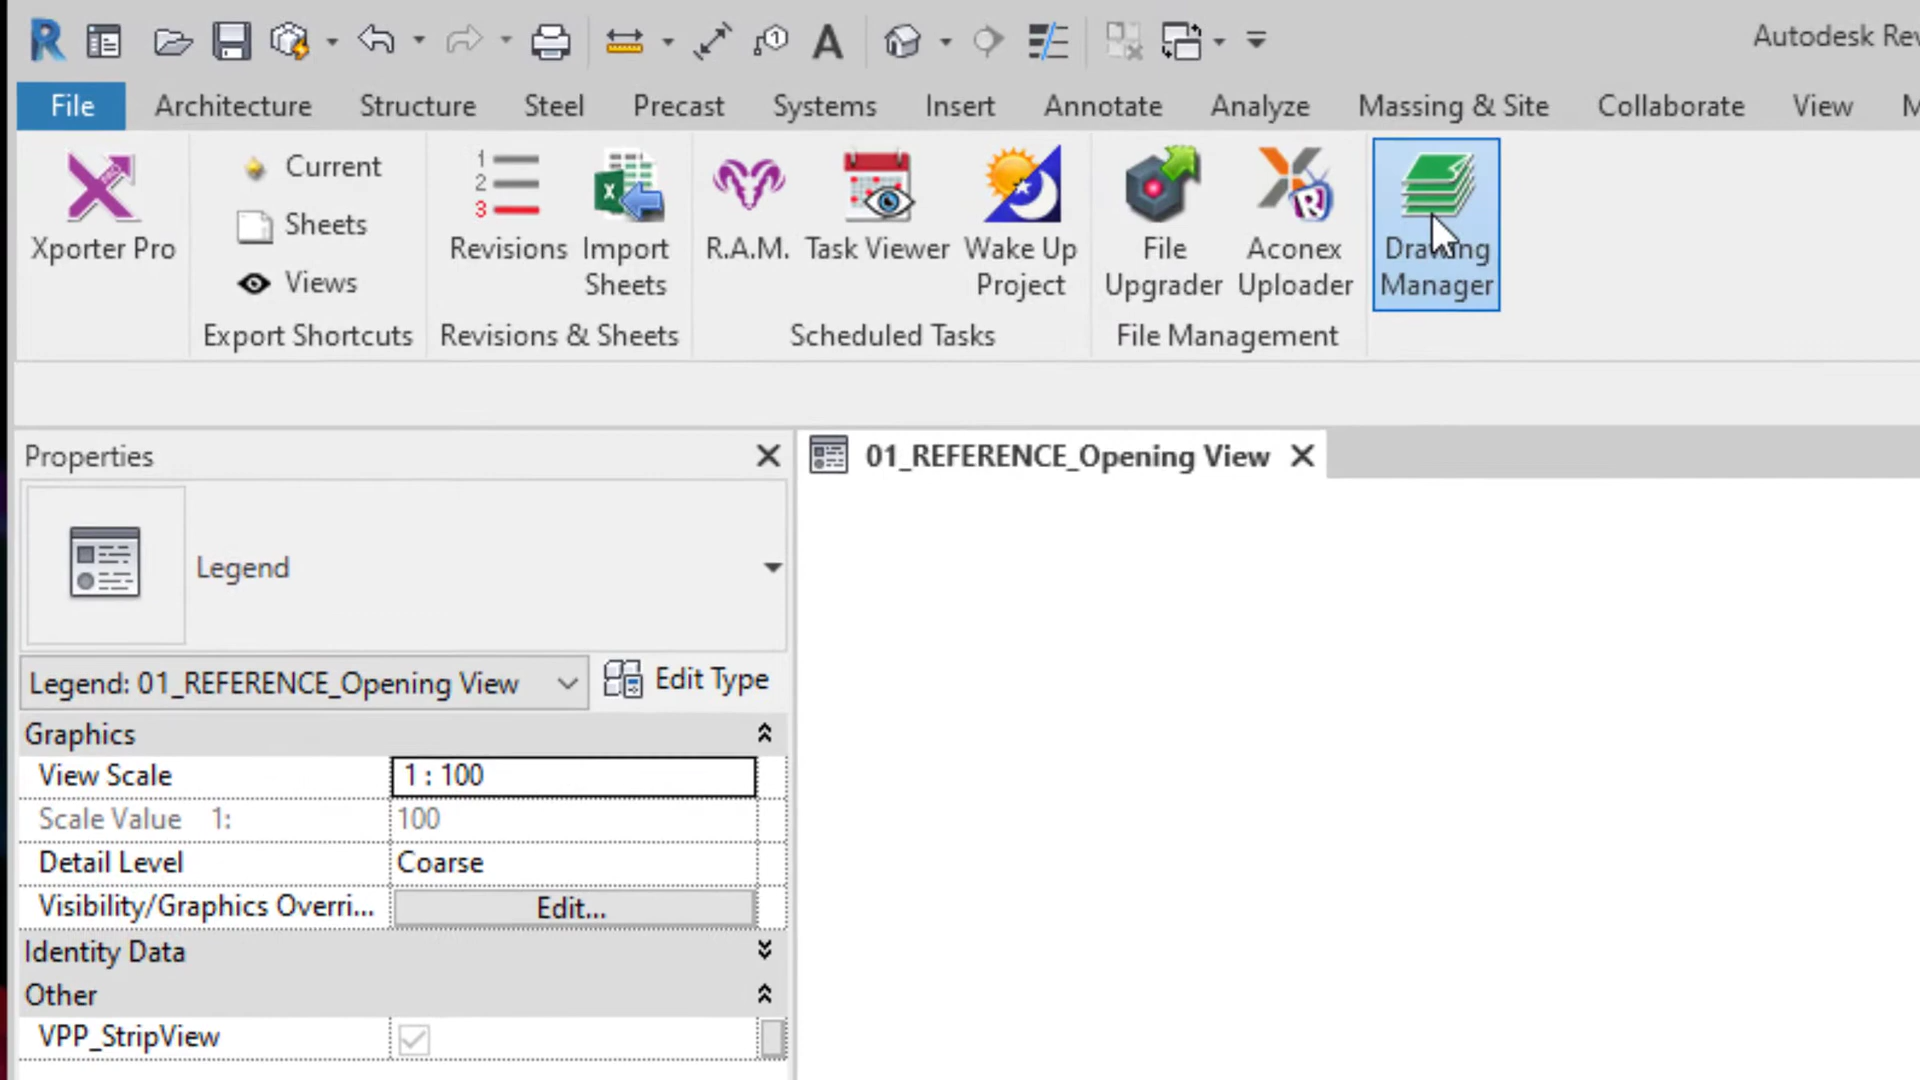 Autodesk Rev
File Architecture Structure Steel Precast Systems Insert Annotate Analyze Massing & Site Collaborate View M
Xporter Pro
Current
Sheets
Views
Export Shortcuts
1
2
3
Revisions
Import
Sheets
Revisions & Sheets
R.A.M.
Task Viewer
Wake Up
Project
Scheduled Tasks
File
Upgrader
Aconex
Uploader
File Management
Drawing
Manager
Properties
01_REFERENCE_Opening View
Legend
Legend: 01_REFERENCE_Opening View Edit Type
Graphics
View Scale 1 : 100
Scale Value 1: 100
Detail Level Coarse
Visibility/Graphics Overri... Edit...
Identity Data
Other
VPP_StripView